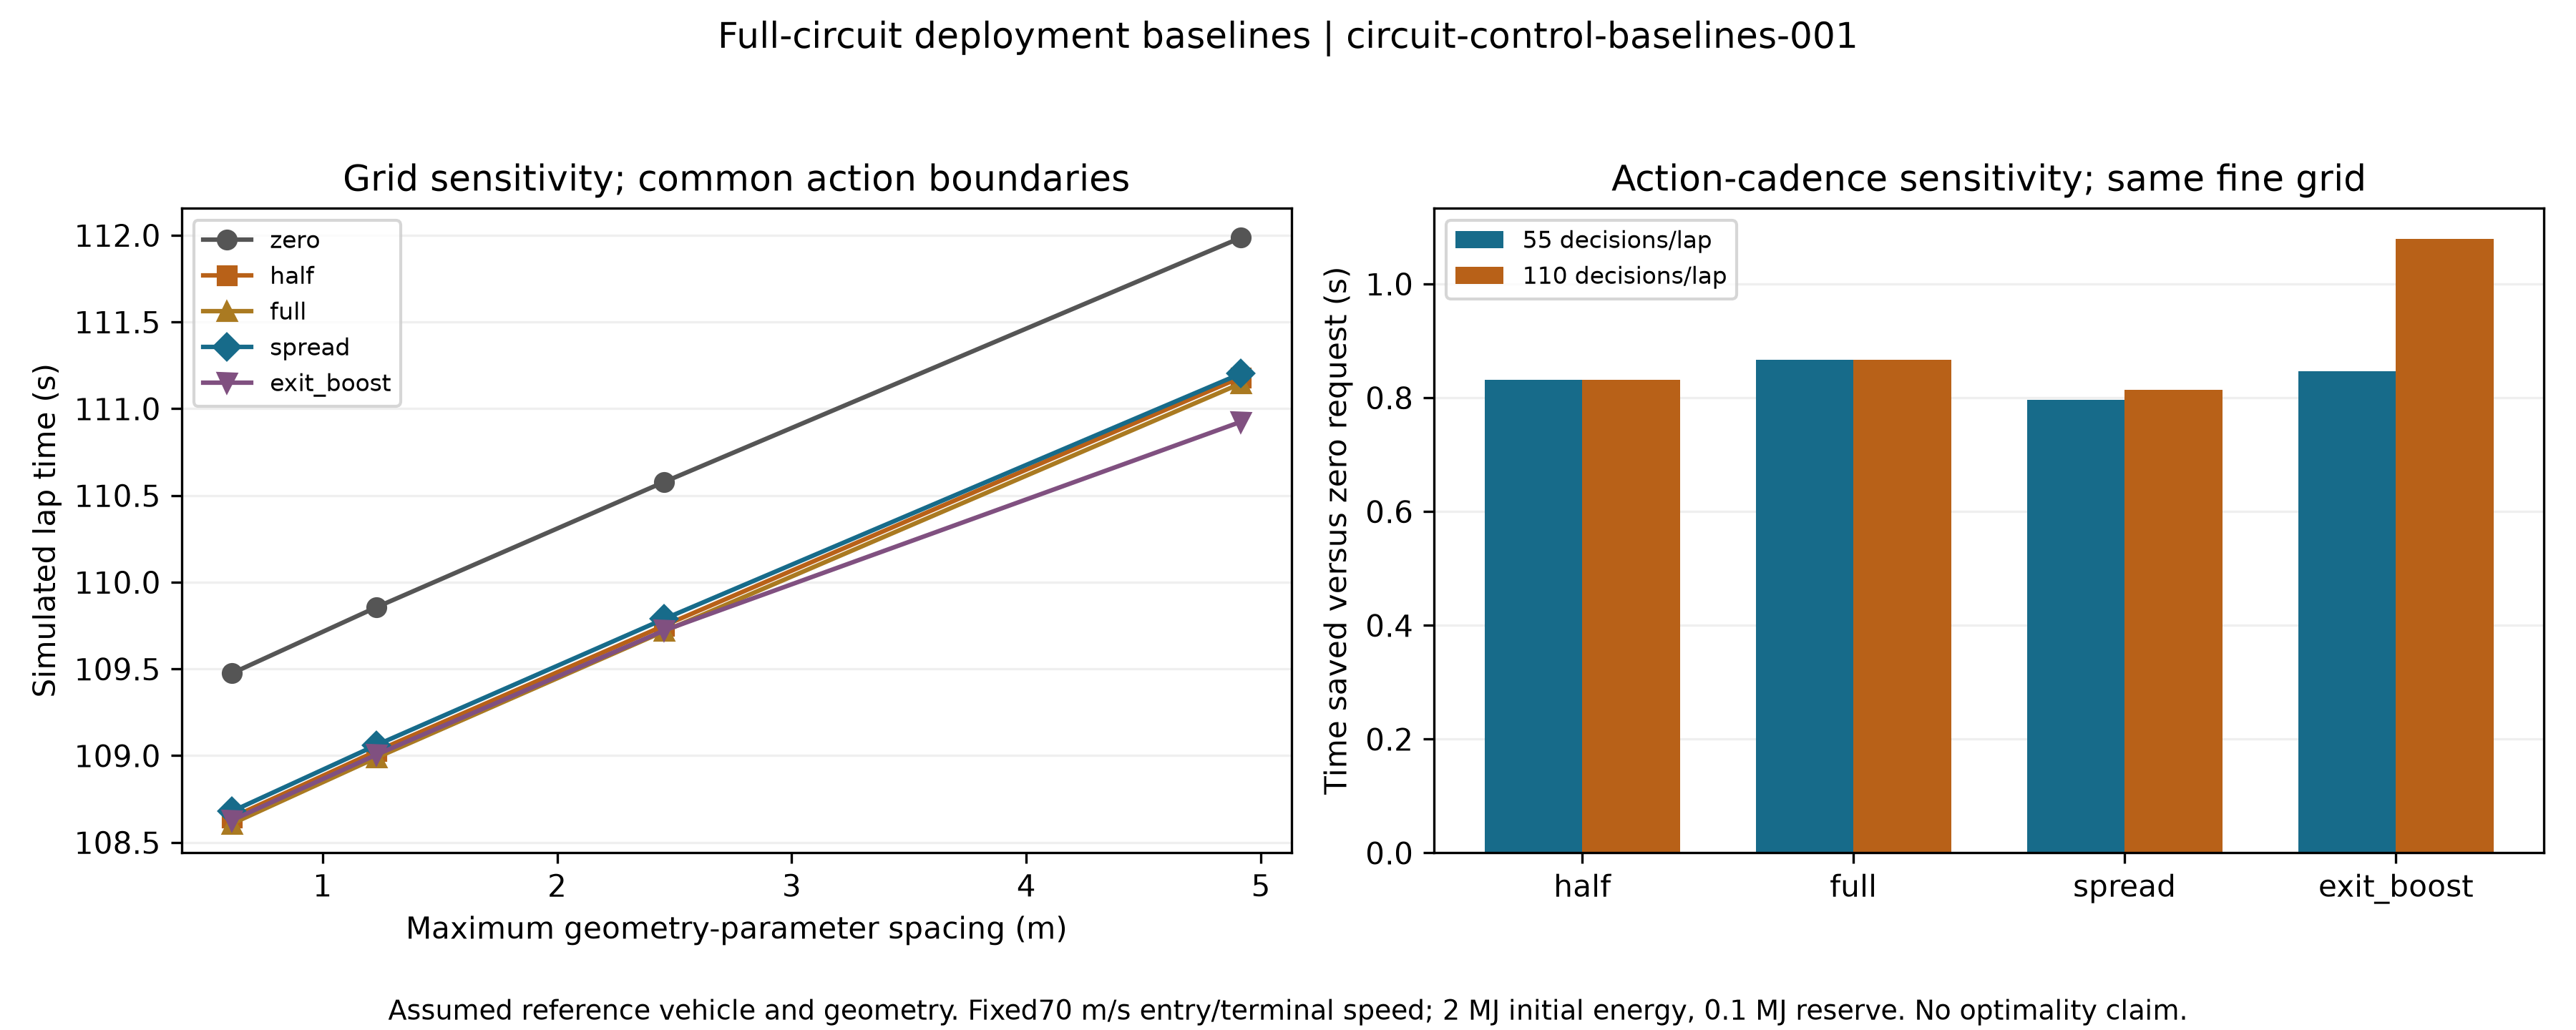 Full-circuit deployment baselines | circuit-control-baselines-001
Grid sensitivity; common action boundaries
Simulated lap time (s)
112.0
111.5
111.0
110.5
110.0
109.5
109.0
108.5
zero
half
full
spread
exit_boost
1
2
3
4
5
Maximum geometry-parameter spacing (m)
Action-cadence sensitivity; same fine grid
Time saved versus zero request (s)
1.0
0.8
0.6
0.4
0.2
0.0
55 decisions/lap
110 decisions/lap
half
full
spread
exit_boost
Assumed reference vehicle and geometry. Fixed70 m/s entry/terminal speed; 2 MJ initial energy, 0.1 MJ reserve. No optimality claim.